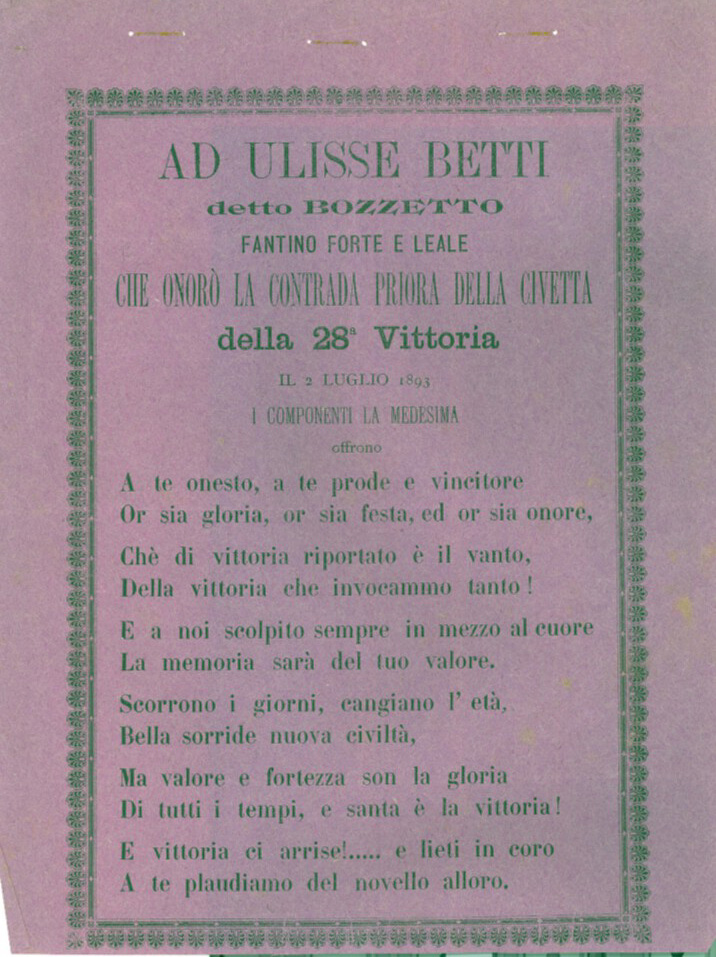 AD ULISSE BETTI
detto BOZZETTO
FANTINO FORTE E LEALE
CHE ONORÒ LA CONTRADA PRIORA DELLA CIVETTA
della 28ª Vittoria
IL 2 LUGLIO 1893
I COMPONENTI LA MEDESIMA
offrono
A te onesto, a te prode e vincitore
Or sia gloria, or sia festa, ed or sia onore,
Chè di vittoria riportato è il vanto,
Della vittoria che invocammo tanto!
E a noi scolpito sempre in mezzo al cuore
La memoria sarà del tuo valore.
Scorrono i giorni, cangiano l' età,
Bella sorride nuova civiltà,
Ma valore e fortezza son la gloria
Di tutti i tempi, e santa è la vittoria!
E vittoria ci arrise!..... e lieti in coro
A te plaudiamo del novello alloro.